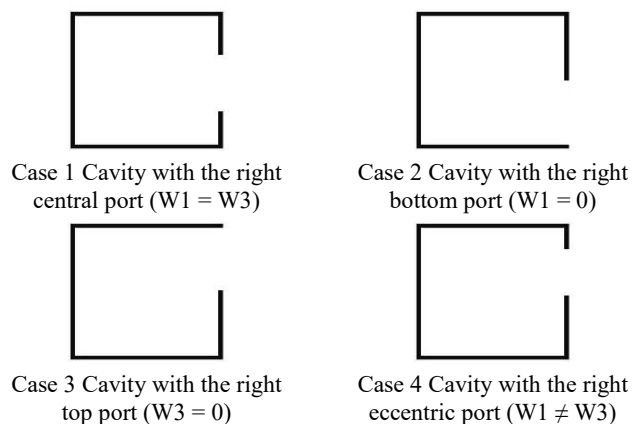 Case 1 Cavity with the right
central port (W1 = W3)
Case 2 Cavity with the right
bottom port (W1 = 0)
Case 3 Cavity with the right
top port (W3 = 0)
Case 4 Cavity with the right
eccentric port (W1 ≠ W3)